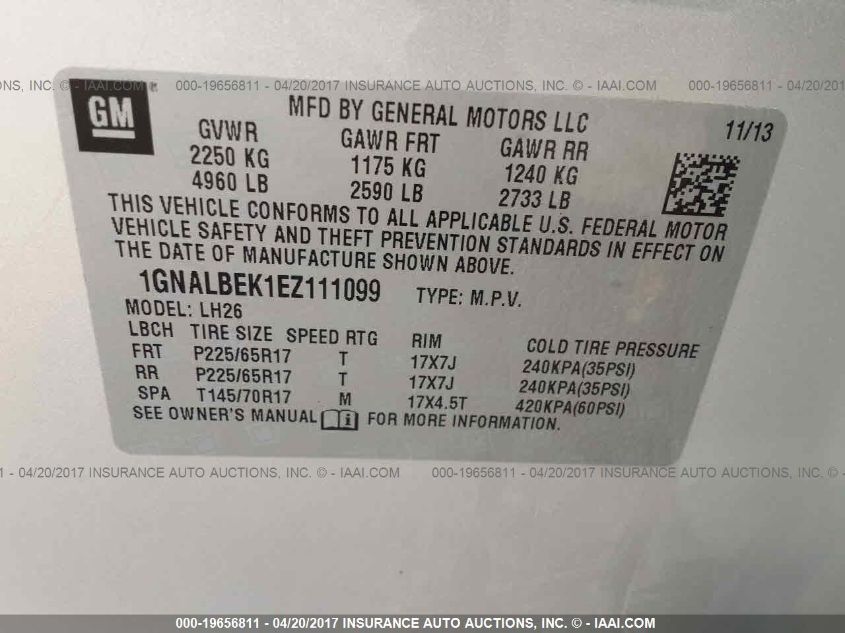 INC. © - IAAI.COM 000-19656811 - 04/20/2017 INSURANCE AUTO AUCTIONS, INC. © - IAAI.COM 000-19656811 - 04/20/2017 INSUR
GM
MFD BY GENERAL MOTORS LLC 11/13
GVWR GAWR FRT GAWR RR
2250 KG 1175 KG 1240 KG
4960 LB 2590 LB 2733 LB
THIS VEHICLE CONFORMS TO ALL APPLICABLE U.S. FEDERAL MOTOR
VEHICLE SAFETY AND THEFT PREVENTION STANDARDS IN EFFECT ON
THE DATE OF MANUFACTURE SHOWN ABOVE.
1GNALBEK1EZ111099 TYPE: M.P.V.
MODEL: LH26
LBCH TIRE SIZE SPEED RTG RIM COLD TIRE PRESSURE
FRT P225/65R17 T 17X7J 240KPA(35PSI)
RR P225/65R17 T 17X7J 240KPA(35PSI)
SPA T145/70R17 M 17X4.5T 420KPA(60PSI)
SEE OWNER'S MANUAL FOR MORE INFORMATION.
- 04/20/2017 INSURANCE AUTO AUCTIONS, INC. © - IAAI.COM 000-19656811 - 04/20/2017 INSURANCE AUTO AUCTIONS, INC. © - IAAI.COM
000-19656811 - 04/20/2017 INSURANCE AUTO AUCTIONS, INC. © - IAAI.COM